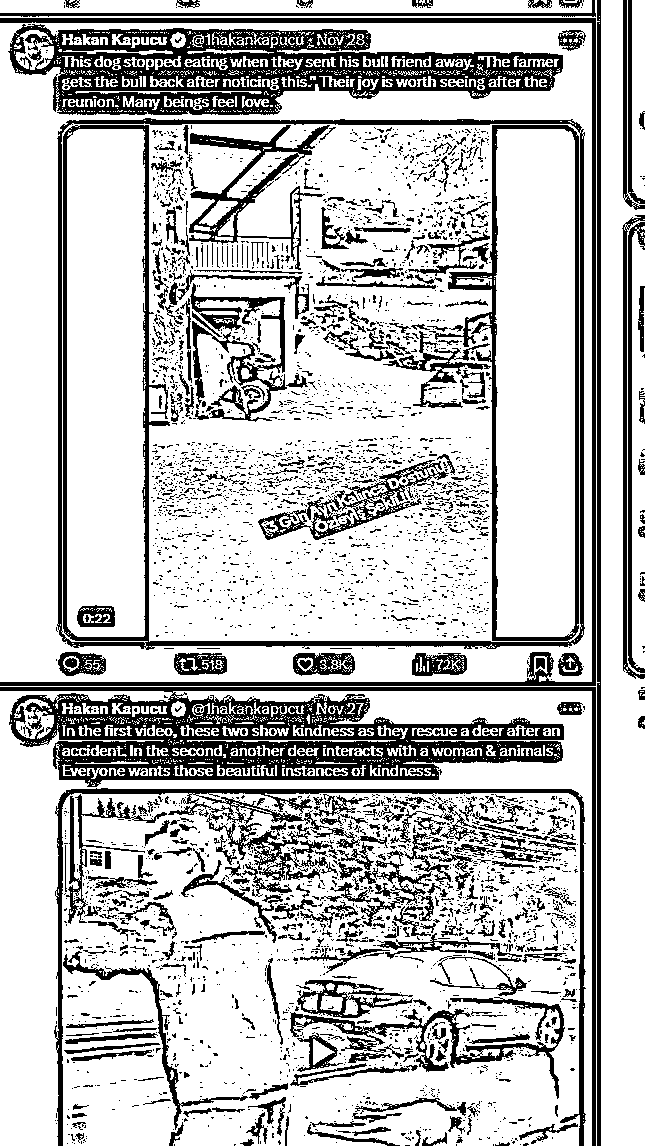 Hakan Kapucu @1hakankapucu · Nov 28
This dog stopped eating when they sent his bull friend away. "The farmer
gets the bull back after noticing this." Their joy is worth seeing after the
reunion. Many beings feel love.
3 Gün Ayrı Kalınca Dostuna
0:22
55 518 3.8K 72K
Hakan Kapucu @1hakankapucu · Nov 27
In the first video, these two show kindness as they rescue a deer after an
accident. In the second, another deer interacts with a woman & animals.
Everyone wants those beautiful instances of kindness.